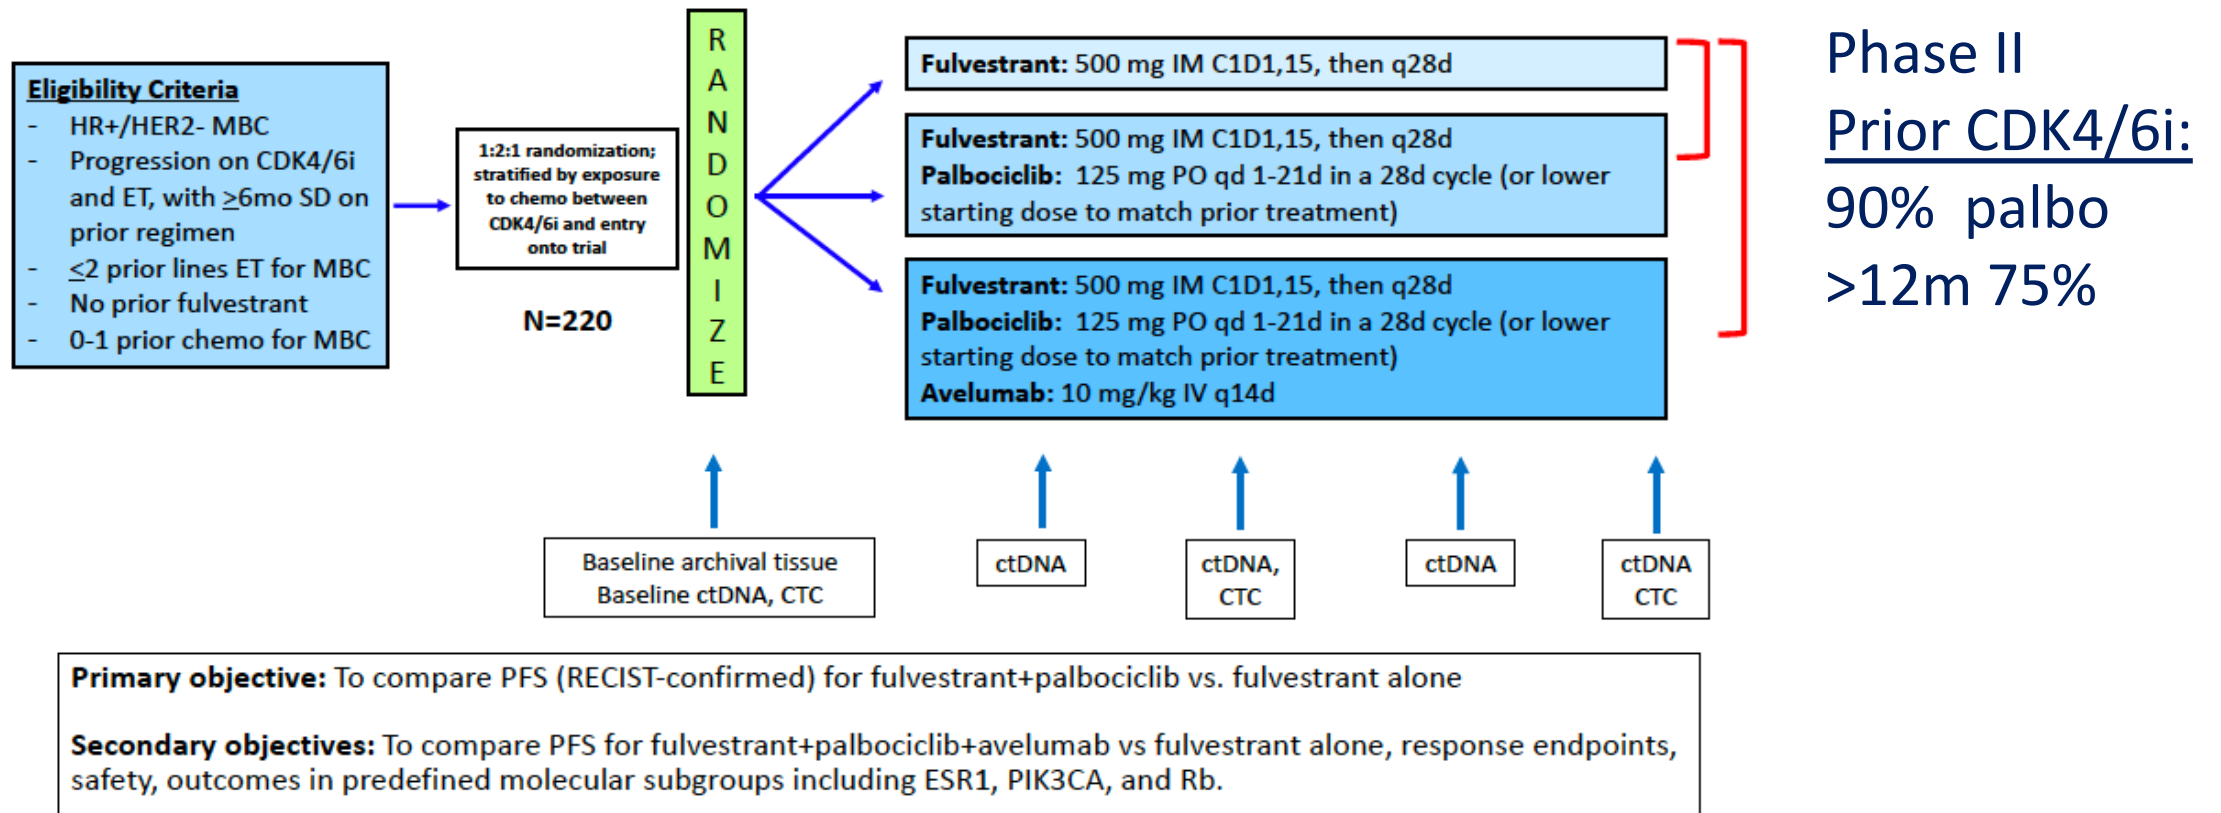 Eligibility Criteria
- HR+/HER2- MBC
- Progression on CDK4/6i
and ET, with ≥6mo SD on
prior regimen
- ≤2 prior lines ET for MBC
- No prior fulvestrant
- 0-1 prior chemo for MBC
1:2:1 randomization;
stratified by exposure
to chemo between
CDK4/6i and entry
onto trial
N=220
R
A
N
D
O
M
I
Z
E
Fulvestrant: 500 mg IM C1D1,15, then q28d
Fulvestrant: 500 mg IM C1D1,15, then q28d
Palbociclib: 125 mg PO qd 1-21d in a 28d cycle (or lower
starting dose to match prior treatment)
Fulvestrant: 500 mg IM C1D1,15, then q28d
Palbociclib: 125 mg PO qd 1-21d in a 28d cycle (or lower
starting dose to match prior treatment)
Avelumab: 10 mg/kg IV q14d
Phase II
Prior CDK4/6i:
90% palbo
>12m 75%
Baseline archival tissue
Baseline ctDNA, CTC
ctDNA
ctDNA,
CTC
ctDNA
ctDNA
CTC
Primary objective: To compare PFS (RECIST-confirmed) for fulvestrant+palbociclib vs. fulvestrant alone
Secondary objectives: To compare PFS for fulvestrant+palbociclib+avelumab vs fulvestrant alone, response endpoints,
safety, outcomes in predefined molecular subgroups including ESR1, PIK3CA, and Rb.